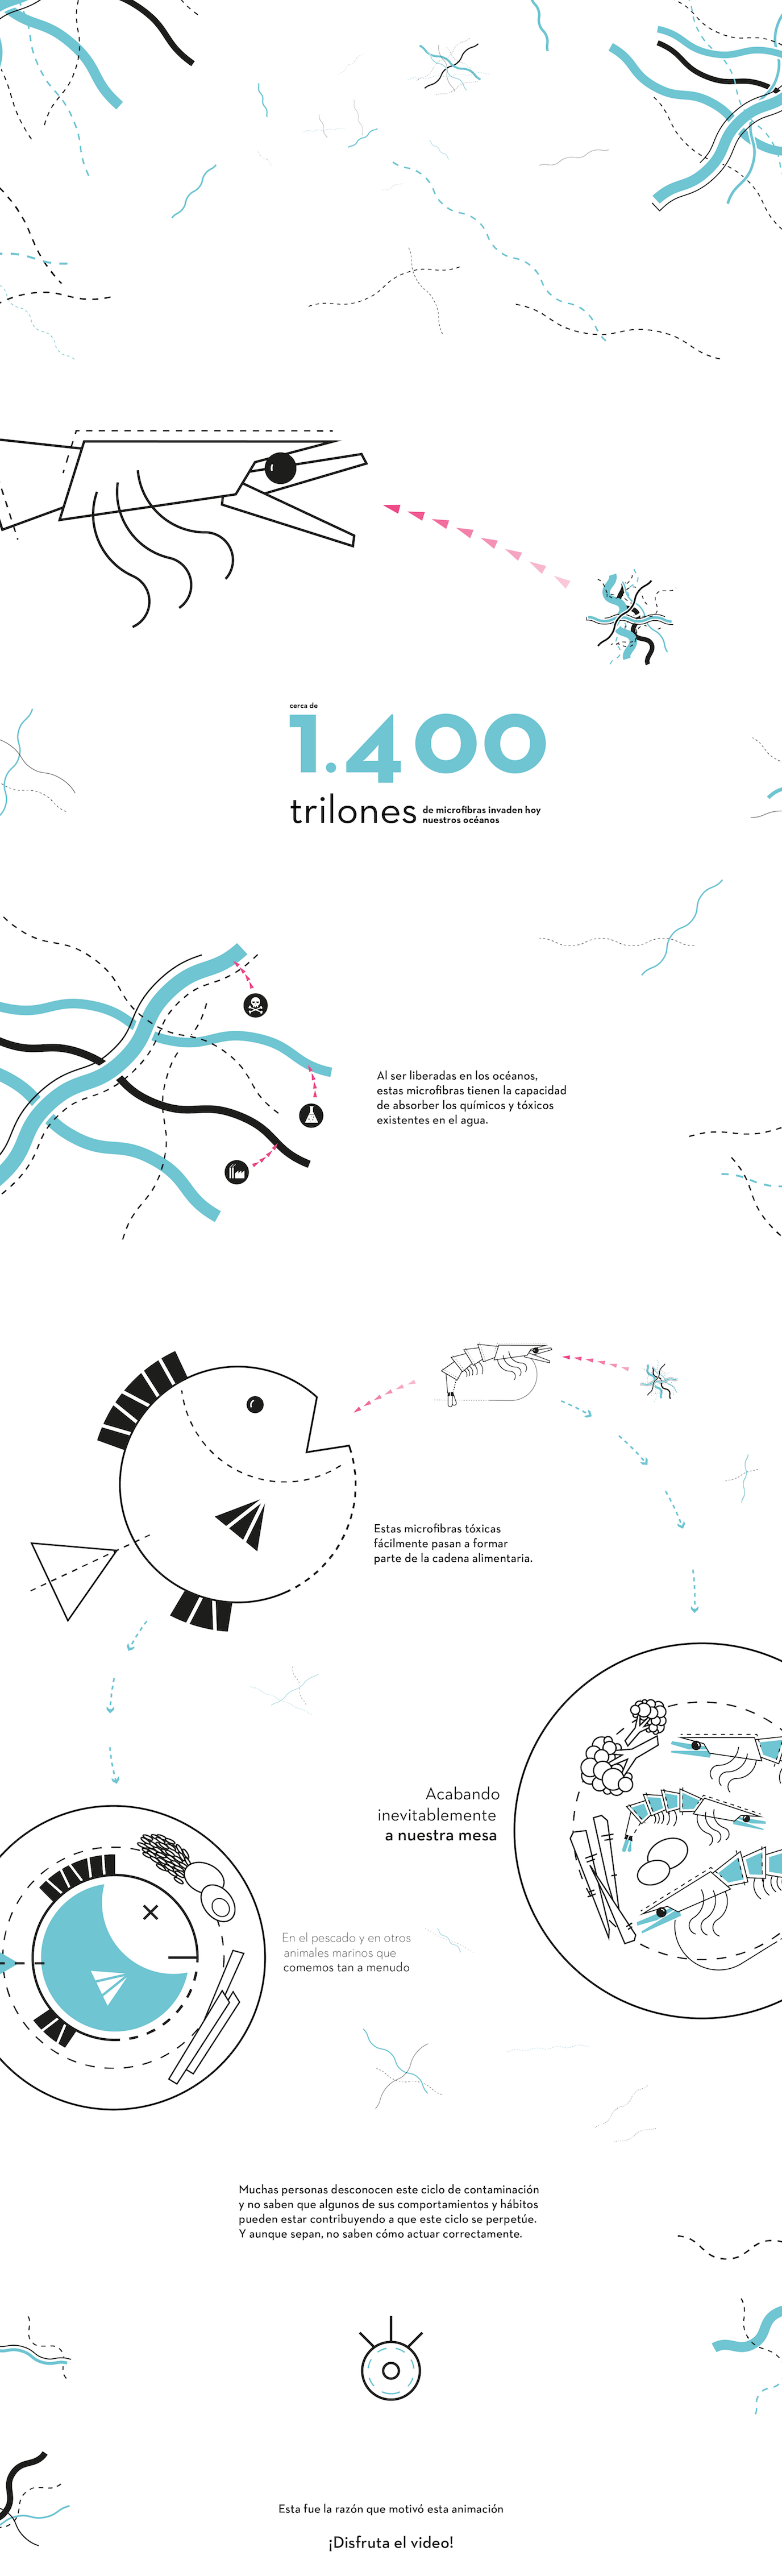 cerca de
1.400
trilones
de microfibras invaden hoy
nuestros océanos
Al ser liberadas en los océanos,
estas microfibras tienen la capacidad
de absorber los químicos y tóxicos
existentes en el agua.
Estas microfibras tóxicas
fácilmente pasan a formar
parte de la cadena alimentaria.
Acabando
inevitablemente
a nuestra mesa
En el pescado y en otros
animales marinos que
comemos tan a menudo
Muchas personas desconocen este ciclo de contaminación
y no saben que algunos de sus comportamientos y hábitos
pueden estar contribuyendo a que este ciclo se perpetúe.
Y aunque sepan, no saben cómo actuar correctamente.
Esta fue la razón que motivó esta animación
¡Disfruta el video!